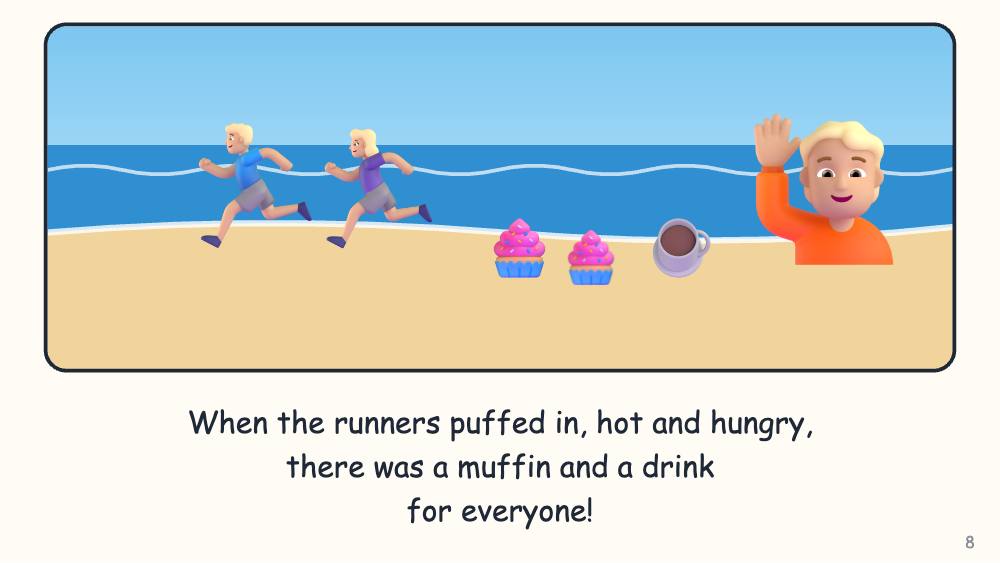 When the runners puffed in, hot and hungry,
there was a muffin and a drink
for everyone!
8